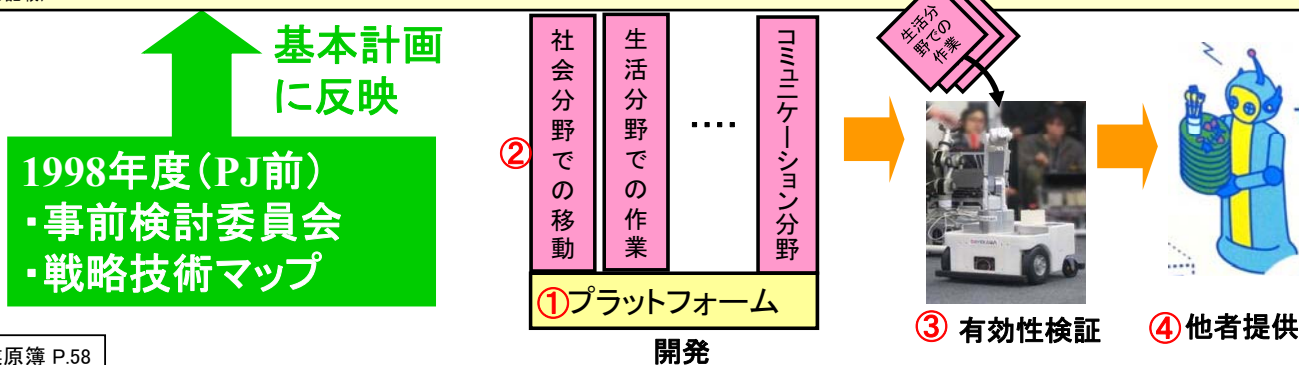 基本計画
に反映
1998年度（PJ前）
・事前検討委員会
・戦略技術マップ
②
社会分野での移動
生活分野での作業
‥‥
コミュニケーション分野
①プラットフォーム
開発
生活分
野での
作業
③ 有効性検証
④他者提供
原簿 P.58